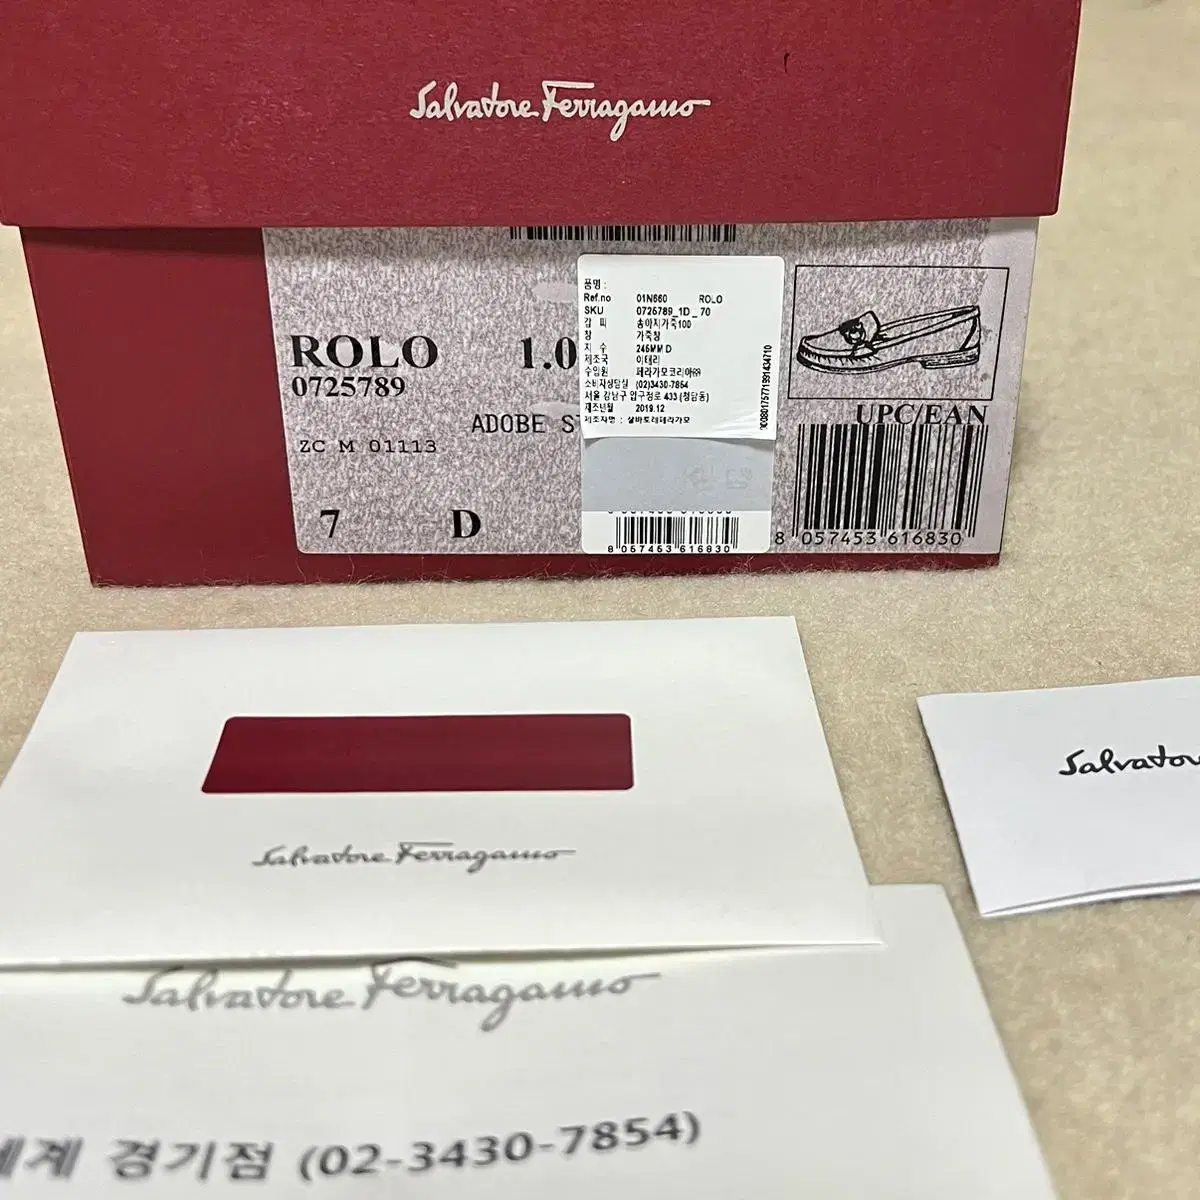 Salvatore Ferragamo
ROLO 1.0
0725789
ADOBE
ZC M 01113
7 D
품명 :
Ref.no 01N660 ROLO
SKU 0725789_1D _ 70
갑 피 송아지가죽100
창 가죽창
치 수 245MM D
제조국 이태리
수입원 페라가모코리아㈜
소비자상담실 (02)3430-7854
서울 강남구 압구정로 433 (청담동)
제조년월 2019.12
제조자명 : 살바토레페라가모
8 057453 616830
UPC/EAN
8 057453 616830
Salvatore Ferragamo
Salvatore Ferragamo
세계 경기점 (02-3430-7854)